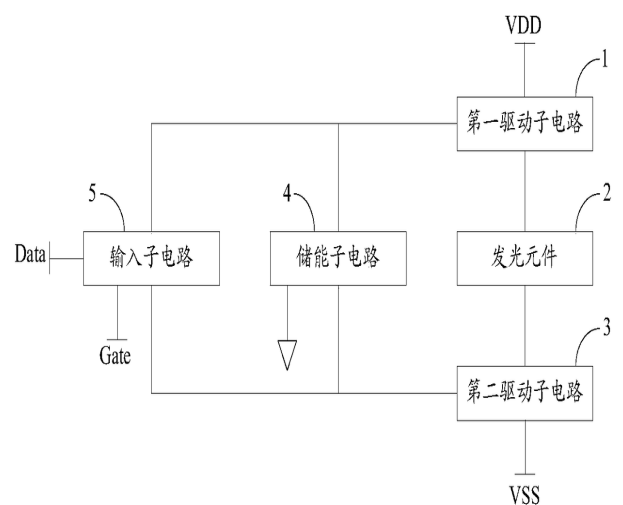 VDD
1
第一驱动子电路
5
4
2
Data
输入子电路
储能子电路
发光元件
Gate
3
第二驱动子电路
VSS